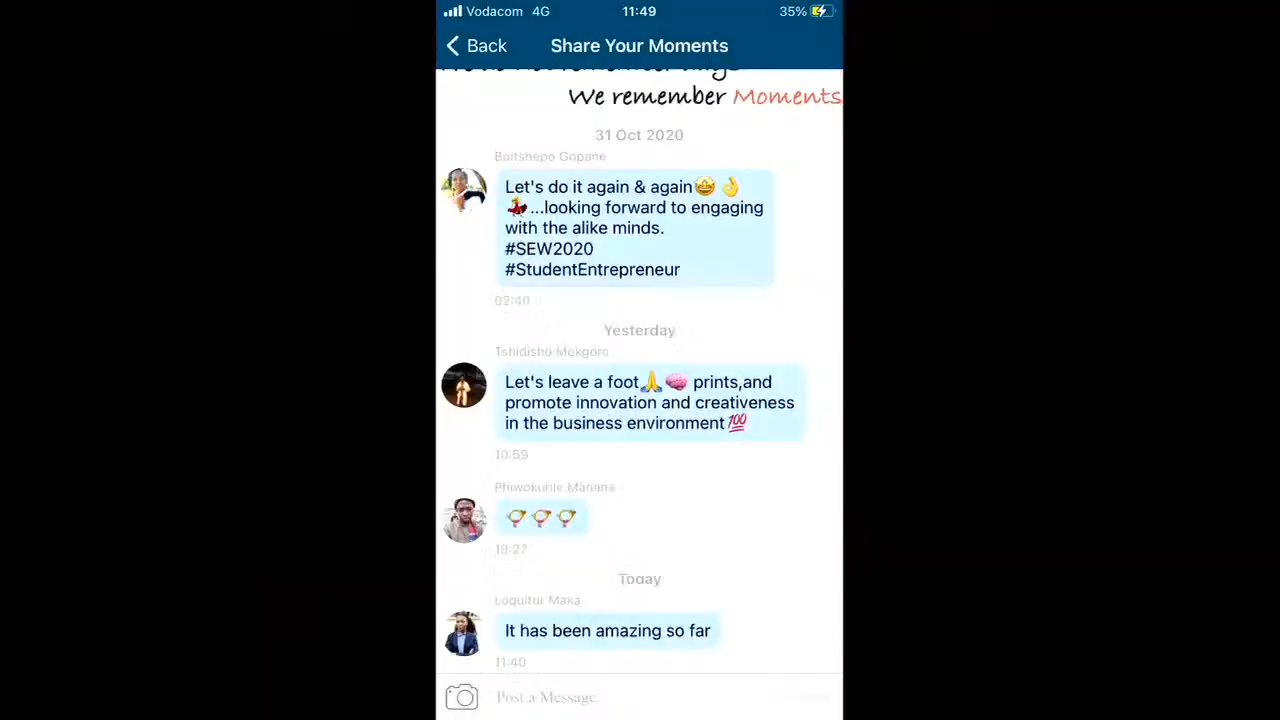 Vodacom 4G 11:49 35%
Back Share Your Moments
We remember Moments
31 Oct 2020
Boitshepo Gopane
Let's do it again & again🤩👌
💃...looking forward to engaging
with the alike minds.
#SEW2020
#StudentEntrepreneur
02:40
Yesterday
Tshidisho Mokgoro
Let's leave a foot🙏🧠 prints,and
promote innovation and creativeness
in the business environment💯
10:59
Phiwokuhle Manana
📯📯📯
Today
Loquitur Maka
It has been amazing so far
11:40
Post a Message